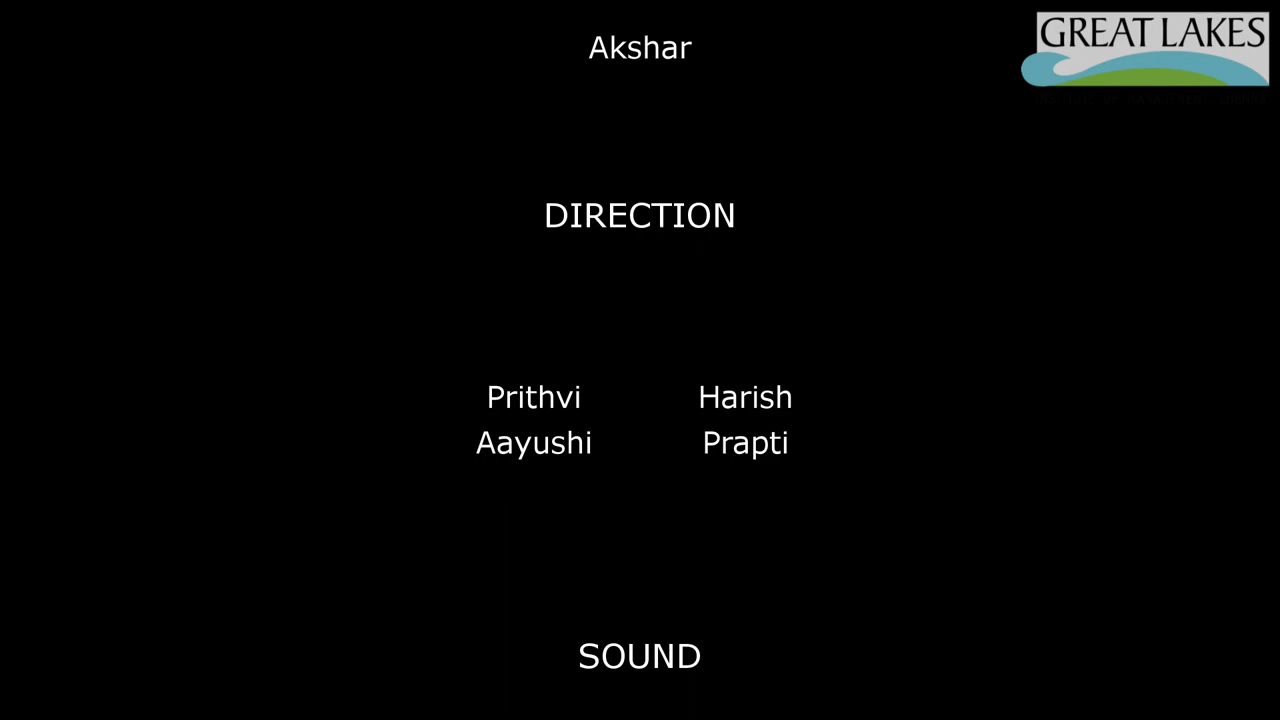 Akshar
GREAT LAKES
DIRECTION
Prithvi Harish
Aayushi Prapti
SOUND